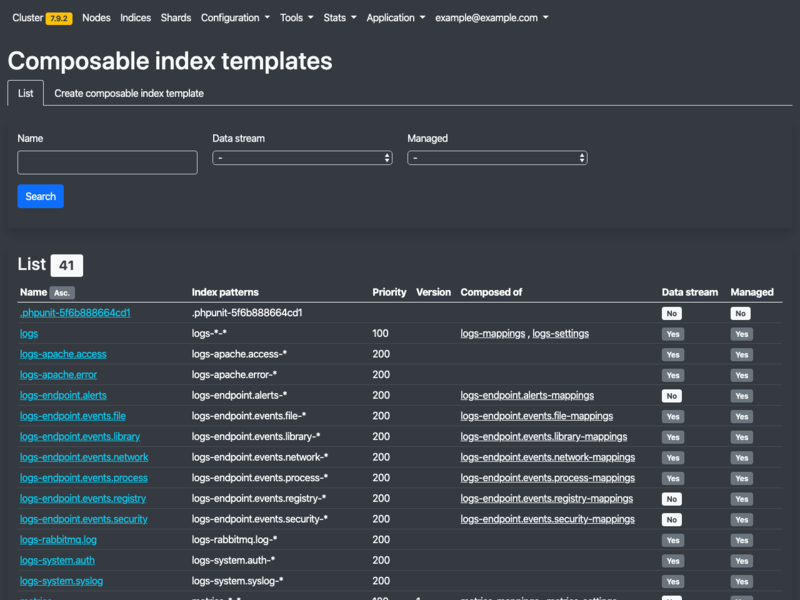 Cluster 7.9.2 Nodes Indices Shards Configuration Tools Stats Application example@example.com
Composable index templates
List Create composable index template
Name Data stream Managed
- -
Search
List 41
Name Asc. Index patterns Priority Version Composed of Data stream Managed
.phpunit-5f6b888664cd1 .phpunit-5f6b888664cd1 No No
logs logs-*-* 100 logs-mappings , logs-settings Yes Yes
logs-apache.access logs-apache.access-* 200 Yes Yes
logs-apache.error logs-apache.error-* 200 Yes Yes
logs-endpoint.alerts logs-endpoint.alerts-* 200 logs-endpoint.alerts-mappings No Yes
logs-endpoint.events.file logs-endpoint.events.file-* 200 logs-endpoint.events.file-mappings Yes Yes
logs-endpoint.events.library logs-endpoint.events.library-* 200 logs-endpoint.events.library-mappings Yes Yes
logs-endpoint.events.network logs-endpoint.events.network-* 200 logs-endpoint.events.network-mappings Yes Yes
logs-endpoint.events.process logs-endpoint.events.process-* 200 logs-endpoint.events.process-mappings Yes Yes
logs-endpoint.events.registry logs-endpoint.events.registry-* 200 logs-endpoint.events.registry-mappings No Yes
logs-endpoint.events.security logs-endpoint.events.security-* 200 logs-endpoint.events.security-mappings No Yes
logs-rabbitmq.log logs-rabbitmq.log-* 200 Yes Yes
logs-system.auth logs-system.auth-* 200 Yes Yes
logs-system.syslog logs-system.syslog-* 200 Yes Yes